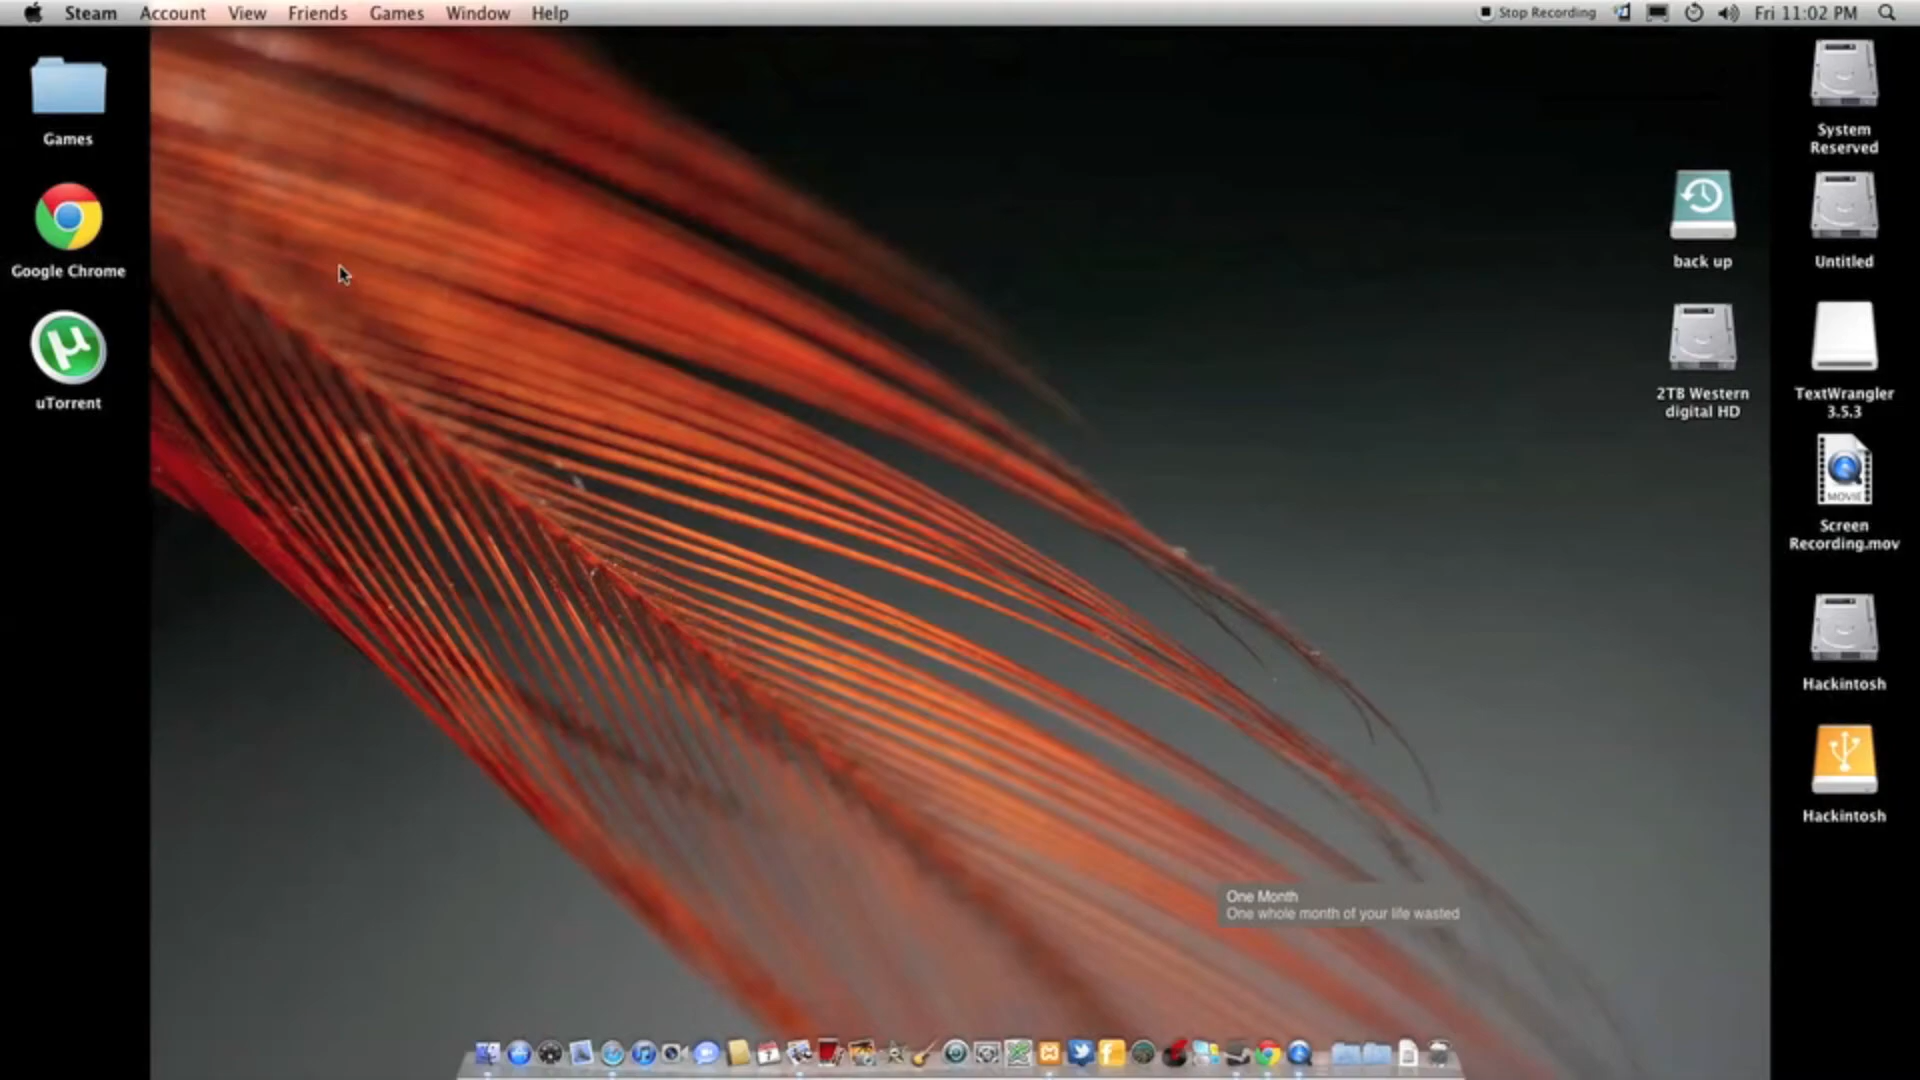 Steam Account View Friends Games Window Help
Stop Recording Fri 11:02 PM
Games
Google Chrome
uTorrent
back up
2TB Western
digital HD
System
Reserved
Untitled
TextWrangler
3.5.3
MOVIE
Screen
Recording.mov
Hackintosh
Hackintosh
One Month
One whole month of your life wasted